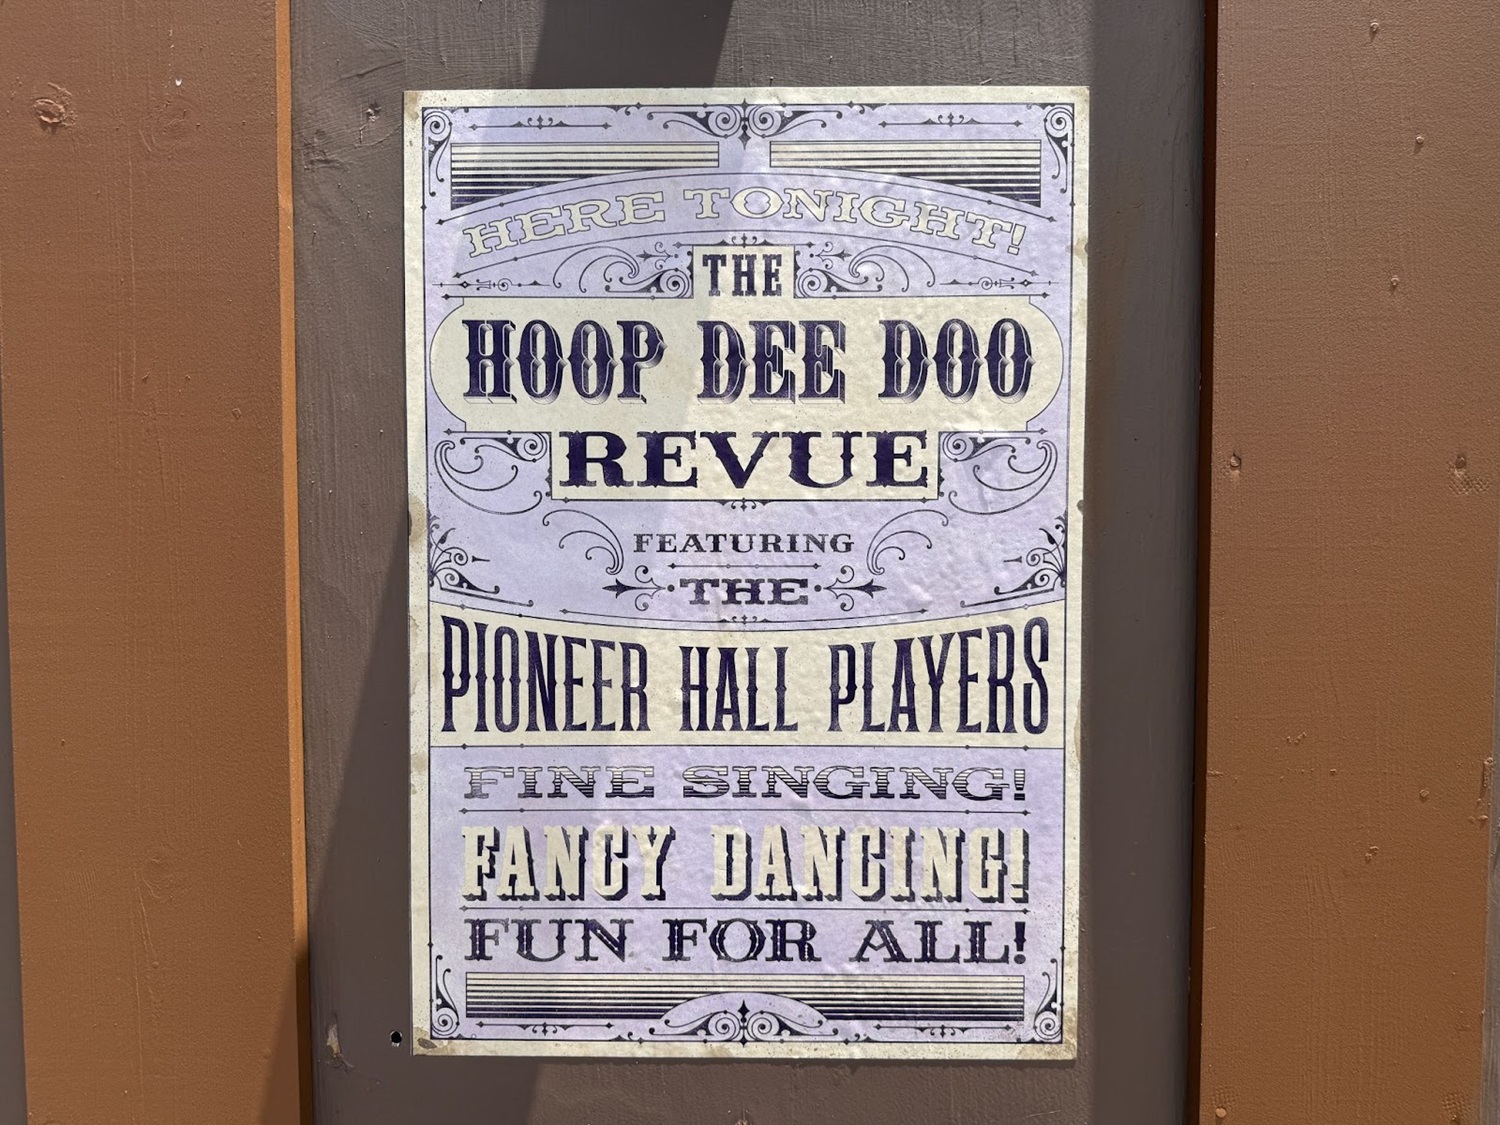 HERE TONIGHT!
THE
HOOP DEE DOO
REVUE
FEATURING
THE
PIONEER HALL PLAYERS
FINE SINGING!
FANCY DANCING!
FUN FOR ALL!